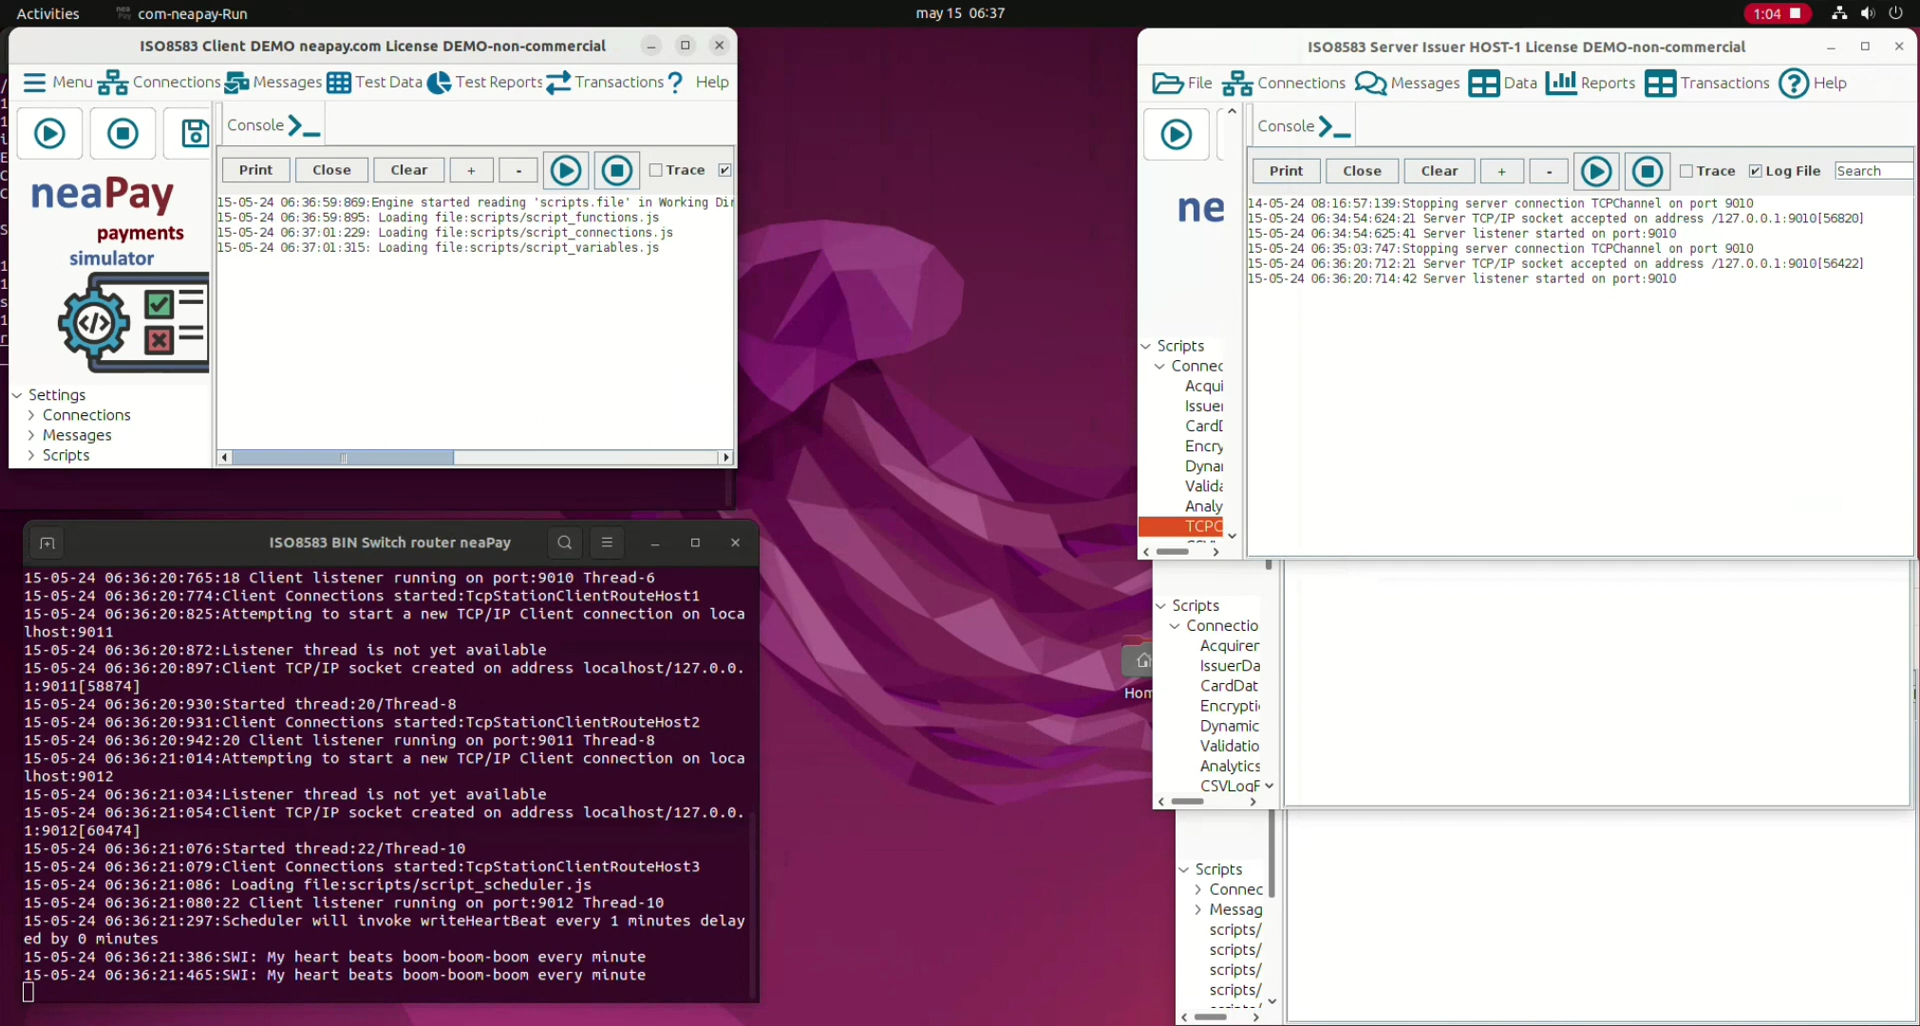 Activities
com-neapay-Run
may 15 06:37
1:04
ISO8583 Client DEMO neapay.com License DEMO-non-commercial
Menu Connections Messages Test Data Test Reports Transactions Help
Console
Print Close Clear + - Trace
neaPay
payments
simulator
15-05-24 06:36:59:869:Engine started reading 'scripts.file' in Working Dir
15-05-24 06:36:59:895: Loading file:scripts/script_functions.js
15-05-24 06:37:01:229: Loading file:scripts/script_connections.js
15-05-24 06:37:01:315: Loading file:scripts/script_variables.js
Settings
Connections
Messages
Scripts
ISO8583 Server Issuer HOST-1 License DEMO-non-commercial
File Connections Messages Data Reports Transactions Help
Console
Print Close Clear + - Trace Log File Search
ne
14-05-24 08:16:57:139:Stopping server connection TCPChannel on port 9010
15-05-24 06:34:54:624:21 Server TCP/IP socket accepted on address /127.0.0.1:9010[56820]
15-05-24 06:34:54:625:41 Server listener started on port:9010
15-05-24 06:35:03:747:Stopping server connection TCPChannel on port 9010
15-05-24 06:36:20:712:21 Server TCP/IP socket accepted on address /127.0.0.1:9010[56422]
15-05-24 06:36:20:714:42 Server listener started on port:9010
Scripts
Connec
Acqui
Issue
CardD
Encry
Dynar
Valida
Analy
TCPC
ISO8583 BIN Switch router neaPay
15-05-24 06:36:20:765:18 Client listener running on port:9010 Thread-6
15-05-24 06:36:20:774:Client Connections started:TcpStationClientRouteHost1
15-05-24 06:36:20:825:Attempting to start a new TCP/IP Client connection on loca
lhost:9011
15-05-24 06:36:20:872:Listener thread is not yet available
15-05-24 06:36:20:897:Client TCP/IP socket created on address localhost/127.0.0.
1:9011[58874]
15-05-24 06:36:20:930:Started thread:20/Thread-8
15-05-24 06:36:20:931:Client Connections started:TcpStationClientRouteHost2
15-05-24 06:36:20:942:20 Client listener running on port:9011 Thread-8
15-05-24 06:36:21:014:Attempting to start a new TCP/IP Client connection on loca
lhost:9012
15-05-24 06:36:21:034:Listener thread is not yet available
15-05-24 06:36:21:054:Client TCP/IP socket created on address localhost/127.0.0.
1:9012[60474]
15-05-24 06:36:21:076:Started thread:22/Thread-10
15-05-24 06:36:21:079:Client Connections started:TcpStationClientRouteHost3
15-05-24 06:36:21:086: Loading file:scripts/script_scheduler.js
15-05-24 06:36:21:080:22 Client listener running on port:9012 Thread-10
15-05-24 06:36:21:297:Scheduler will invoke writeHeartBeat every 1 minutes delay
ed by 0 minutes
15-05-24 06:36:21:386:SWI: My heart beats boom-boom-boom every minute
15-05-24 06:36:21:465:SWI: My heart beats boom-boom-boom every minute
Hom
Scripts
Connectio
Acquirer
IssuerDa
CardDat
Encrypti
Dynamic
Validatio
Analytics
CSVLogF
Scripts
Connec
Messag
scripts/
scripts/
scripts/
scripts/